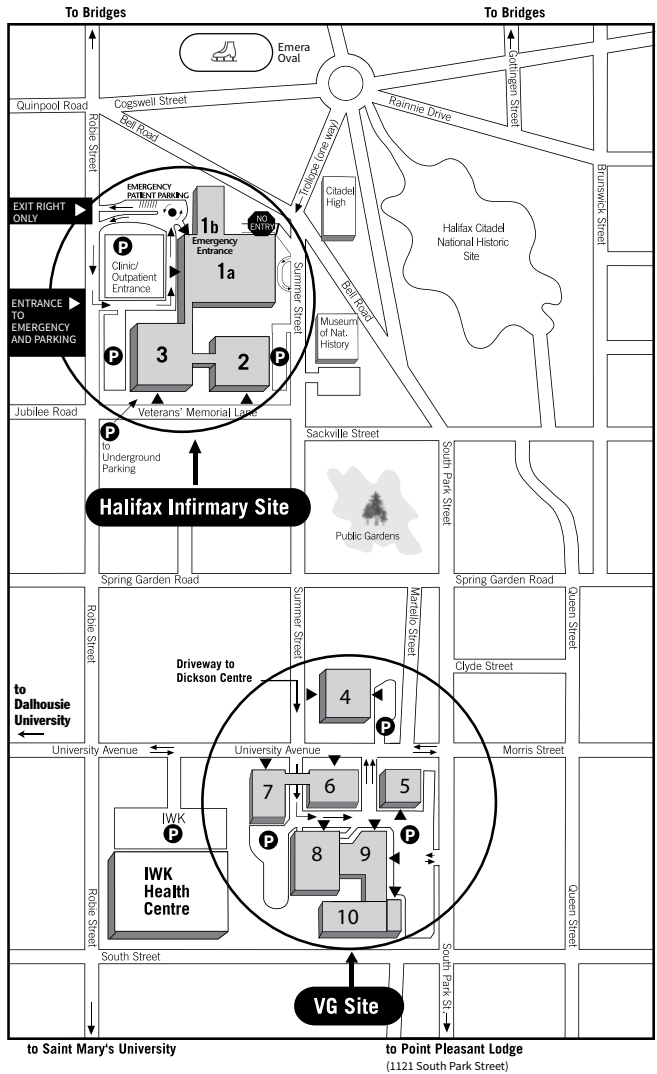 To Bridges
To Bridges
Emera
Oval
Gottingen Street
Quinpool Road
Cogswell Street
Rainnie Drive
Robie Street
Bell Road
Trollope (one way)
Brunswick Street
EMERGENCY
PATIENT PARKING
EXIT RIGHT
ONLY
Citadel
High
1b
NO
ENTRY
Emergency
Entrance
1a
P
Clinic/
Outpatient
Entrance
Halifax Citadel
National Historic
Site
Summer Street
Bell Road
ENTRANCE
TO
EMERGENCY
AND PARKING
Museum
of Nat.
History
P
3
2
P
Jubilee Road
Veterans' Memorial Lane
P
to
Underground
Parking
Sackville Street
South Park Street
Halifax Infirmary Site
Public Gardens
Spring Garden Road
Spring Garden Road
Robie Street
Summer Street
Martello Street
Queen Street
Driveway to
Dickson Centre
Clyde Street
to
Dalhousie
University
4
P
University Avenue
University Avenue
Morris Street
7
6
5
IWK
P
P
P
8
9
IWK
Health
Centre
Robie Street
10
Queen Street
South Street
South Park St.
VG Site
to Saint Mary's University
to Point Pleasant Lodge
(1121 South Park Street)